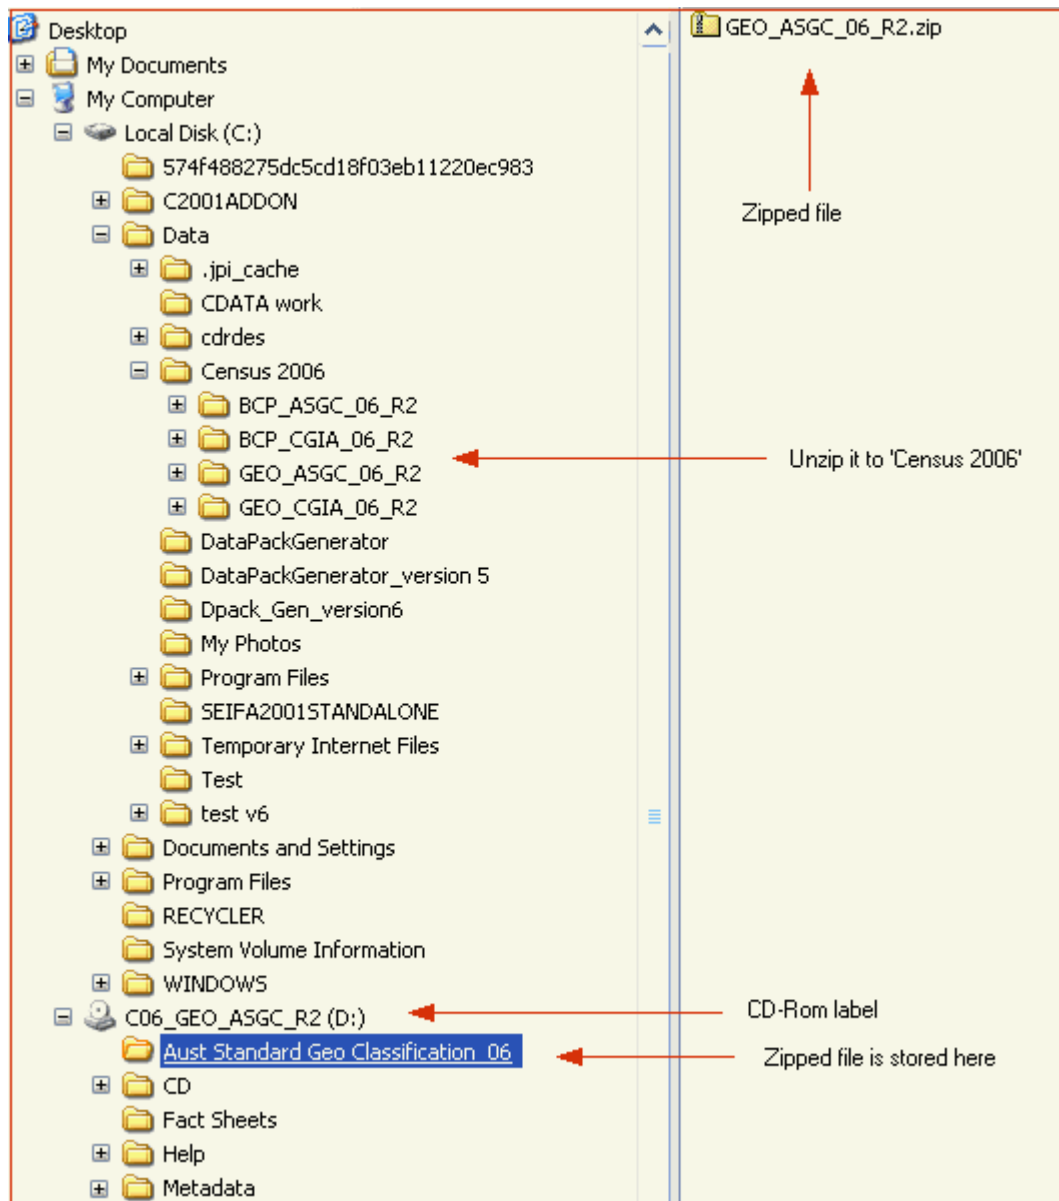 Desktop
My Documents
My Computer
Local Disk (C:)
574f488275dc5cd18f03eb11220ec983
C2001ADDON
Data
.jpi_cache
CDATA work
cdrdes
Census 2006
BCP_ASGC_06_R2
BCP_CGIA_06_R2
GEO_ASGC_06_R2
GEO_CGIA_06_R2
DataPackGenerator
DataPackGenerator_version 5
Dpack_Gen_version6
My Photos
Program Files
SEIFA2001STANDALONE
Temporary Internet Files
Test
test v6
Documents and Settings
Program Files
RECYCLER
System Volume Information
WINDOWS
C06_GEO_ASGC_R2 (D:)
Aust Standard Geo Classification_06
CD
Fact Sheets
Help
Metadata
GEO_ASGC_06_R2.zip
Zipped file
Unzip it to 'Census 2006'
CD-Rom label
Zipped file is stored here